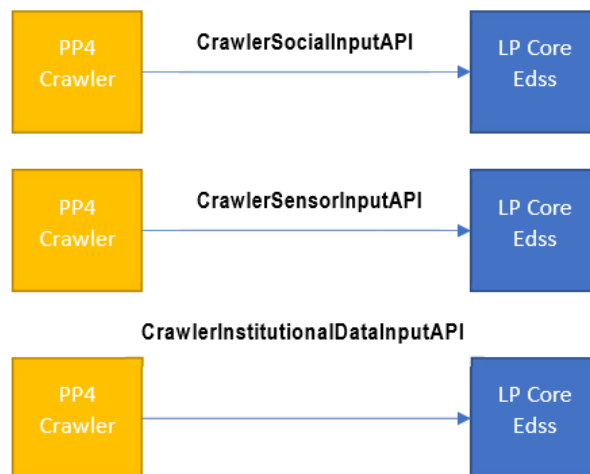 PP4
Crawler
CrawlerSocialInputAPI
LP Core
Edss
PP4
Crawler
CrawlerSensorInputAPI
LP Core
Edss
CrawlerInstitutionalDataInputAPI
PP4
Crawler
LP Core
Edss